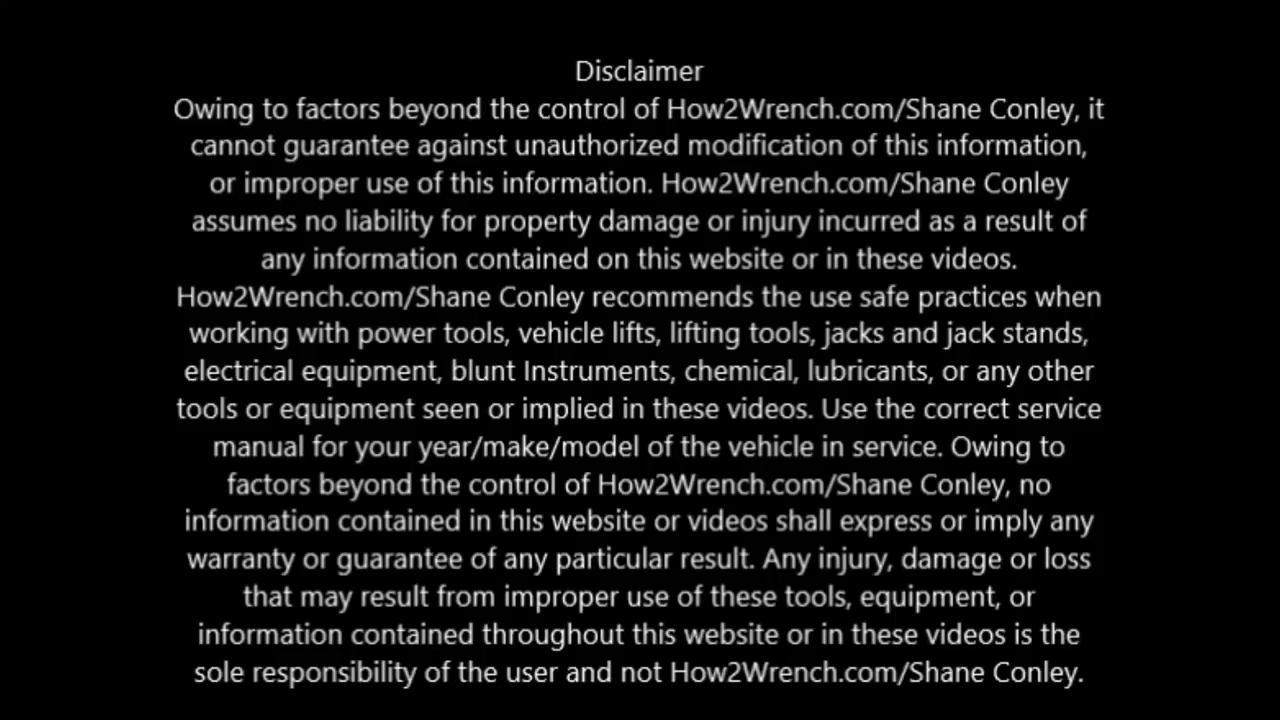 Disclaimer
Owing to factors beyond the control of How2Wrench.com/Shane Conley, it
cannot guarantee against unauthorized modification of this information,
or improper use of this information. How2Wrench.com/Shane Conley
assumes no liability for property damage or injury incurred as a result of
any information contained on this website or in these videos.
How2Wrench.com/Shane Conley recommends the use safe practices when
working with power tools, vehicle lifts, lifting tools, jacks and jack stands,
electrical equipment, blunt Instruments, chemical, lubricants, or any other
tools or equipment seen or implied in these videos. Use the correct service
manual for your year/make/model of the vehicle in service. Owing to
factors beyond the control of How2Wrench.com/Shane Conley, no
information contained in this website or videos shall express or imply any
warranty or guarantee of any particular result. Any injury, damage or loss
that may result from improper use of these tools, equipment, or
information contained throughout this website or in these videos is the
sole responsibility of the user and not How2Wrench.com/Shane Conley.